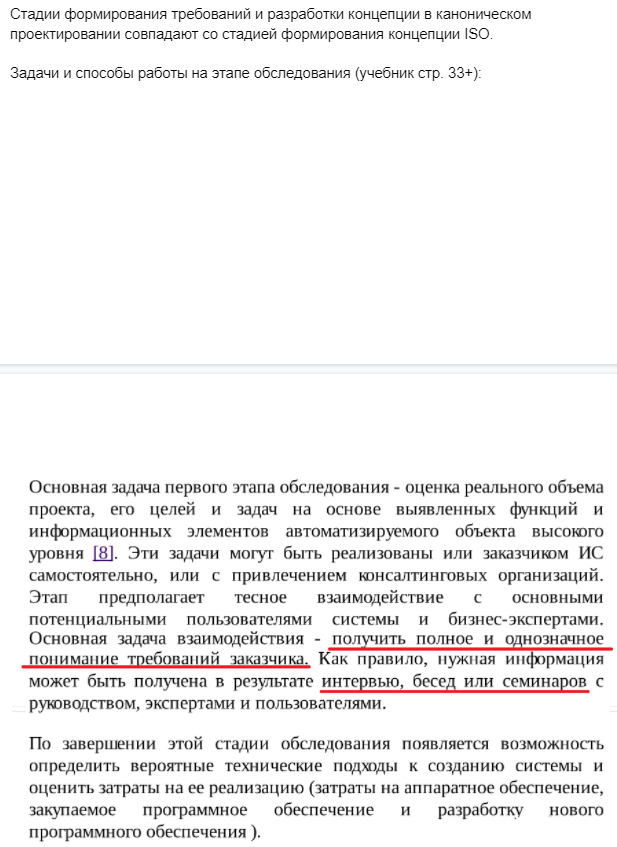 Стадии формирования требований и разработки концепции в каноническом
проектировании совпадают со стадией формирования концепции ISO.
Задачи и способы работы на этапе обследования (учебник стр. 33+):
Основная задача первого этапа обследования - оценка реального объема
проекта, его целей и задач на основе выявленных функций и
информационных элементов автоматизируемого объекта высокого
уровня [8]. Эти задачи могут быть реализованы или заказчиком ИС
самостоятельно, или с привлечением консалтинговых организаций.
Этап предполагает тесное взаимодействие с основными
потенциальными пользователями системы и бизнес-экспертами.
Основная задача взаимодействия - получить полное и однозначное
понимание требований заказчика. Как правило, нужная информация
может быть получена в результате интервью, бесед или семинаров с
руководством, экспертами и пользователями.
По завершении этой стадии обследования появляется возможность
определить вероятные технические подходы к созданию системы и
оценить затраты на ее реализацию (затраты на аппаратное обеспечение,
закупаемое программное обеспечение и разработку нового
программного обеспечения ).